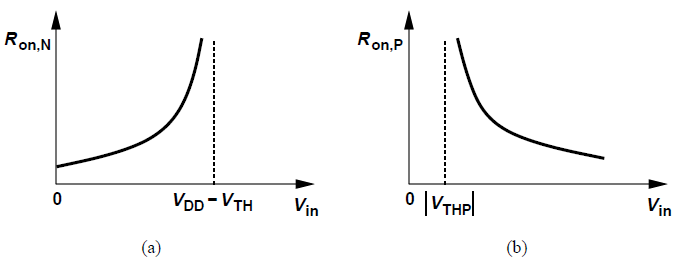 Ron,N
Ron,P
0
VDD − VTH
Vin
0
|VTHP|
Vin
(a)
(b)